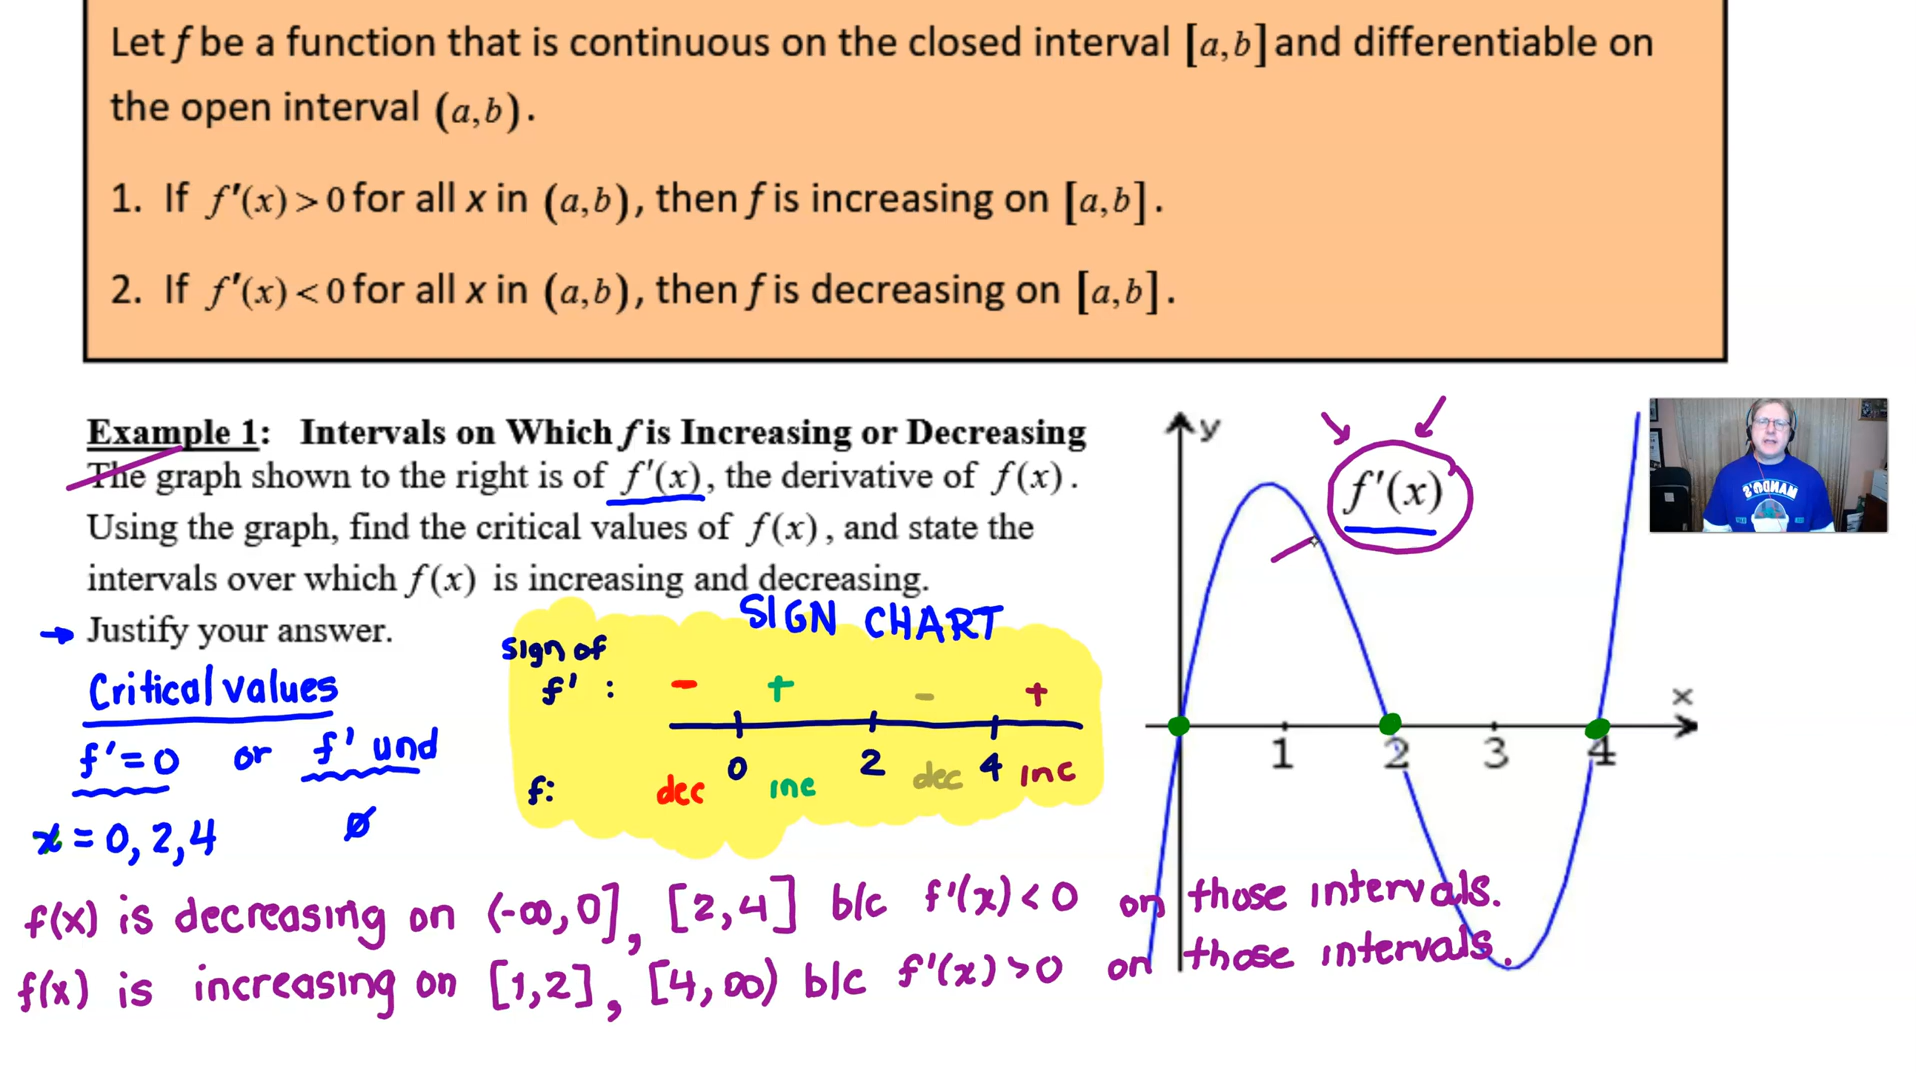 Let f be a function that is continuous on the closed interval [a,b] and differentiable on
the open interval (a,b).
1. If f'(x) > 0 for all x in (a,b), then f is increasing on [a,b].
2. If f'(x) < 0 for all x in (a,b), then f is decreasing on [a,b].
Example 1: Intervals on Which f is Increasing or Decreasing
The graph shown to the right is of f'(x), the derivative of f(x).
Using the graph, find the critical values of f(x), and state the
intervals over which f(x) is increasing and decreasing.
→ Justify your answer.
Critical values
f'=0 or f' und
x = 0, 2, 4 ∅
SIGN CHART
sign of
f' : - + - +
0 2 4
f: dec inc dec inc
y
f'(x)
x
1 2 3 4
f(x) is decreasing on (-∞,0], [2,4] b/c f'(x) < 0 on those intervals.
f(x) is increasing on [1,2], [4,∞) b/c f'(x) > 0 on those intervals.